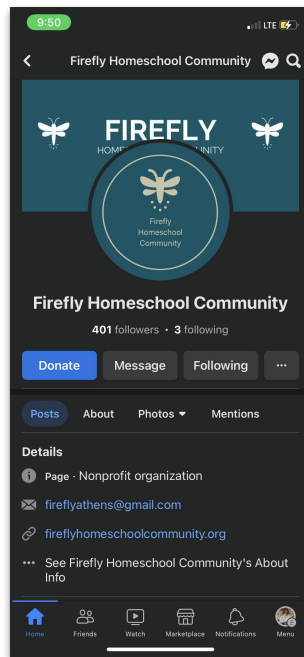 9:50
LTE
Firefly Homeschool Community
FIREFLY
Firefly
Homeschool
Community
Firefly Homeschool Community
401 followers • 3 following
Donate
Message
Following
Posts
About
Photos
Mentions
Details
Page · Nonprofit organization
fireflyathens@gmail.com
fireflyhomeschoolcommunity.org
See Firefly Homeschool Community's About
Info
Home
Friends
Watch
Marketplace
Notifications
Menu